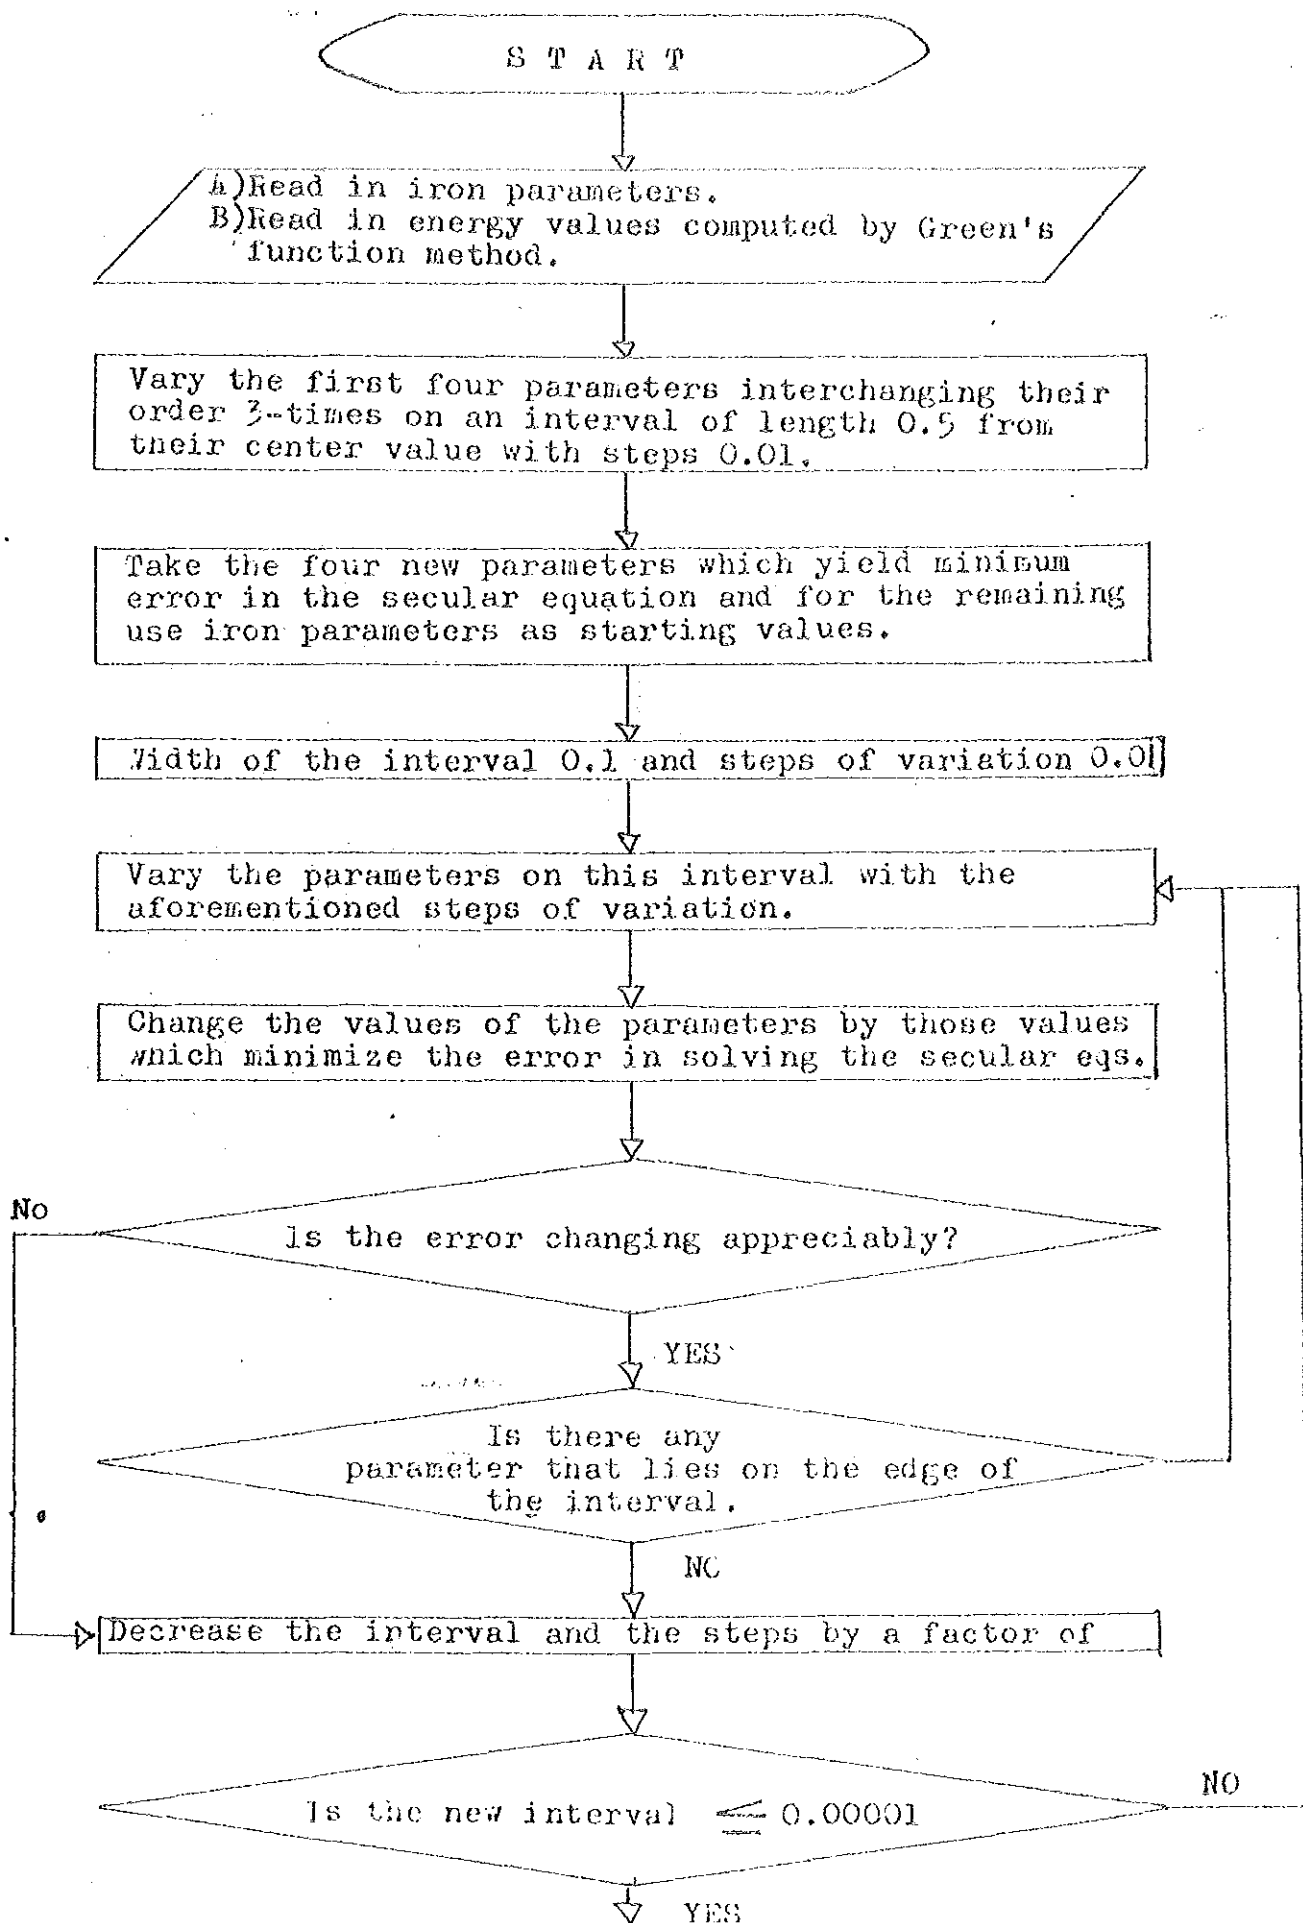 S T A R T
A)Read in iron parameters.
B)Read in energy values computed by Green's
function method.
Vary the first four parameters interchanging their
order 3-times on an interval of length 0.5 from
their center value with steps 0.01.
Take the four new parameters which yield minimum
error in the secular equation and for the remaining
use iron parameters as starting values.
Width of the interval 0.1 and steps of variation 0.01
Vary the parameters on this interval with the
aforementioned steps of variation.
Change the values of the parameters by those values
which minimize the error in solving the secular eqs.
No
Is the error changing appreciably?
YES
Is there any
parameter that lies on the edge of
the interval.
NO
Decrease the interval and the steps by a factor of
NO
Is the new interval ≦ 0.00001
YES